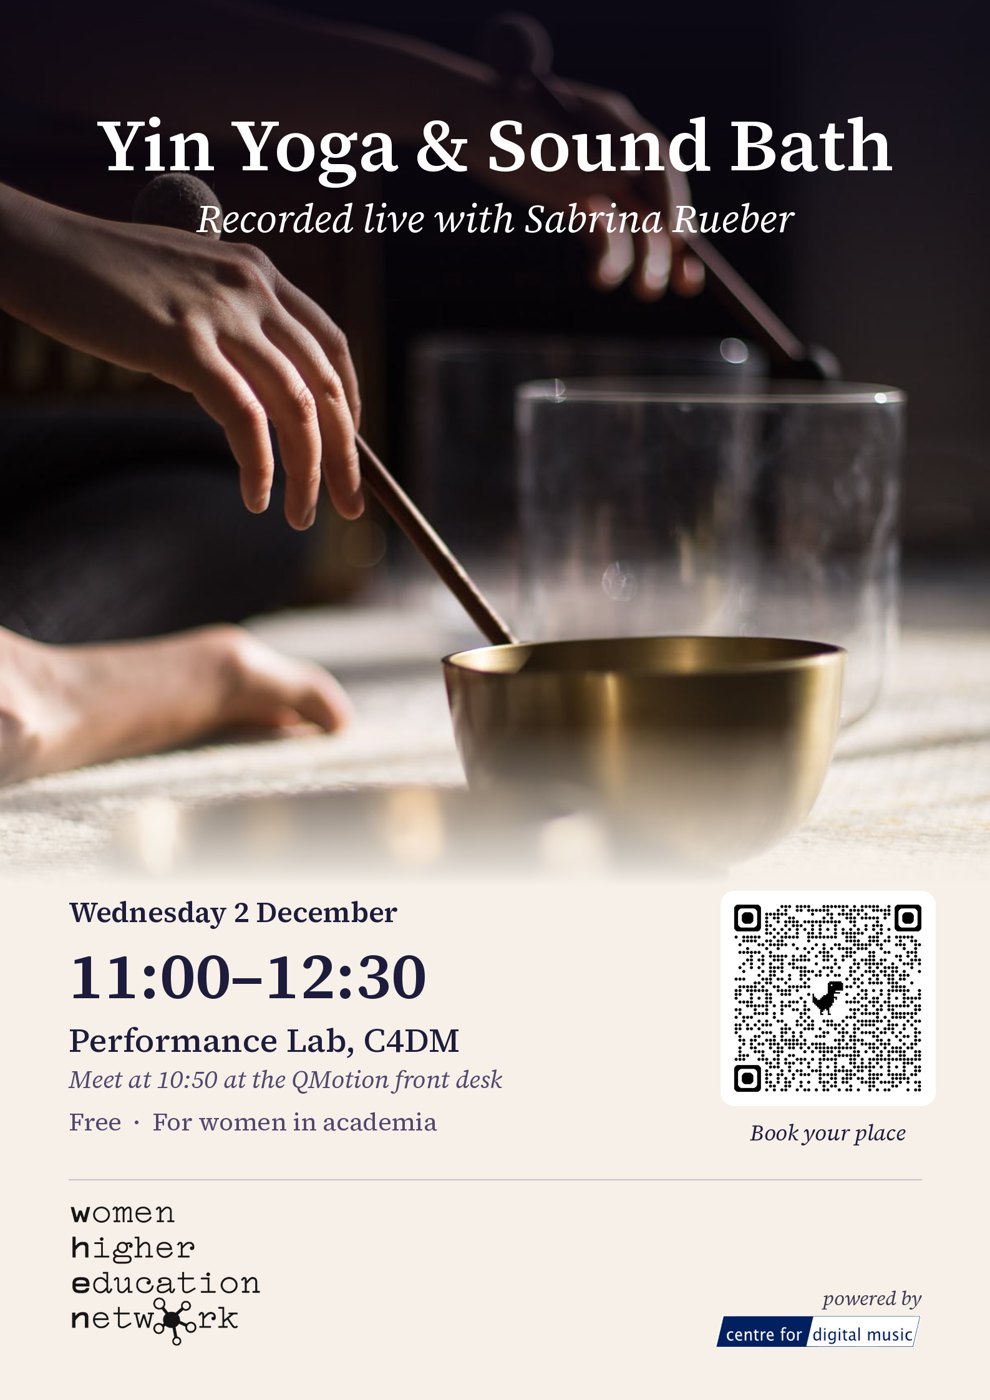 Yin Yoga & Sound Bath
Recorded live with Sabrina Rueber
Wednesday 2 December
11:00–12:30
Performance Lab, C4DM
Meet at 10:50 at the QMotion front desk
Free · For women in academia
Book your place
women
higher
education
netwrk
powered by
centre for digital music